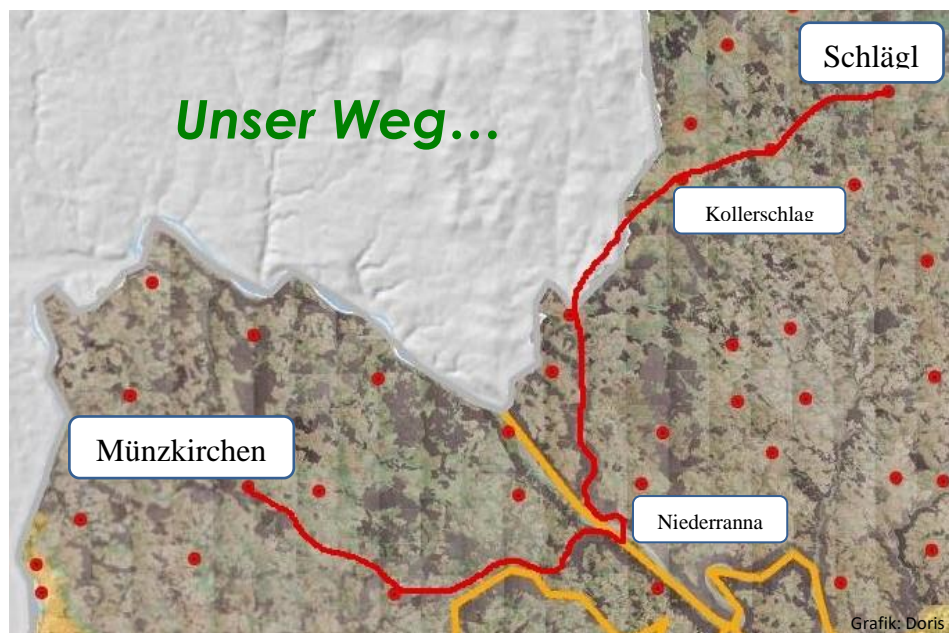 Unser Weg...
Schlägl
Kollerschlag
Münzkirchen
Niederranna
Grafik: Doris